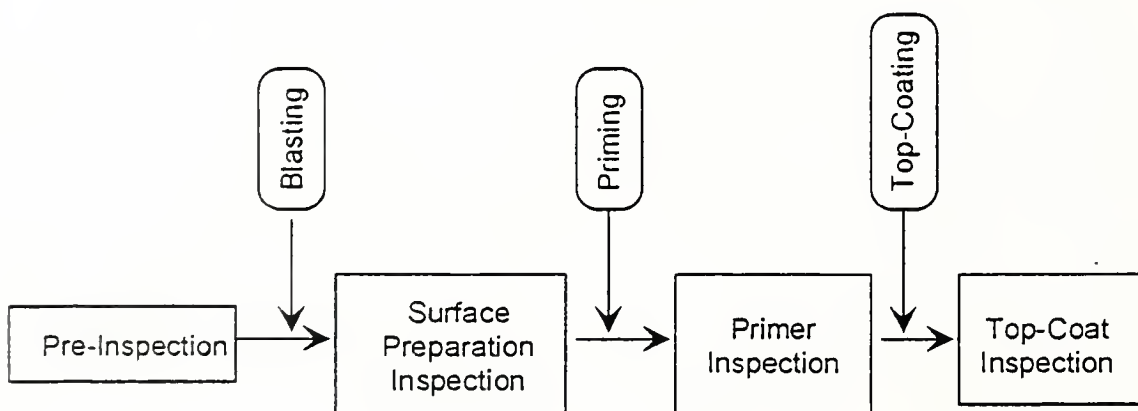 Blasting
Priming
Top-Coating
Pre-Inspection
Surface
Preparation
Inspection
Primer
Inspection
Top-Coat
Inspection